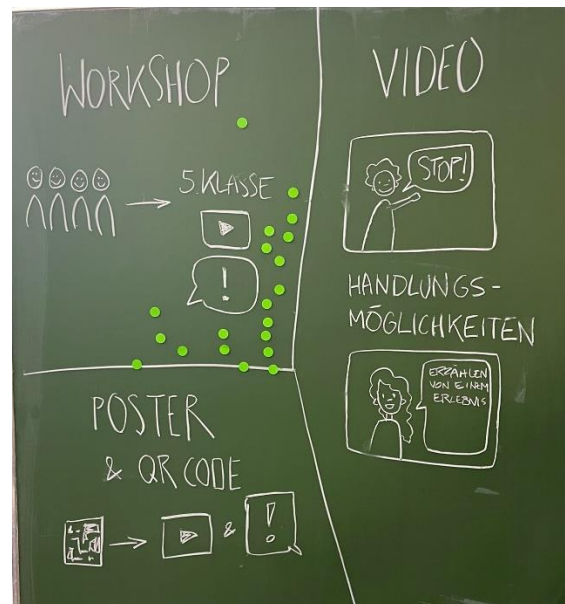 WORKSHOP
5 KLASSE
!
POSTER
& QR CODE
& !
VIDEO
STOP!
HANDLUNGS-
MÖGLICHKEITEN
ERZÄHLEN
VON EINEM
ERLEBNIS